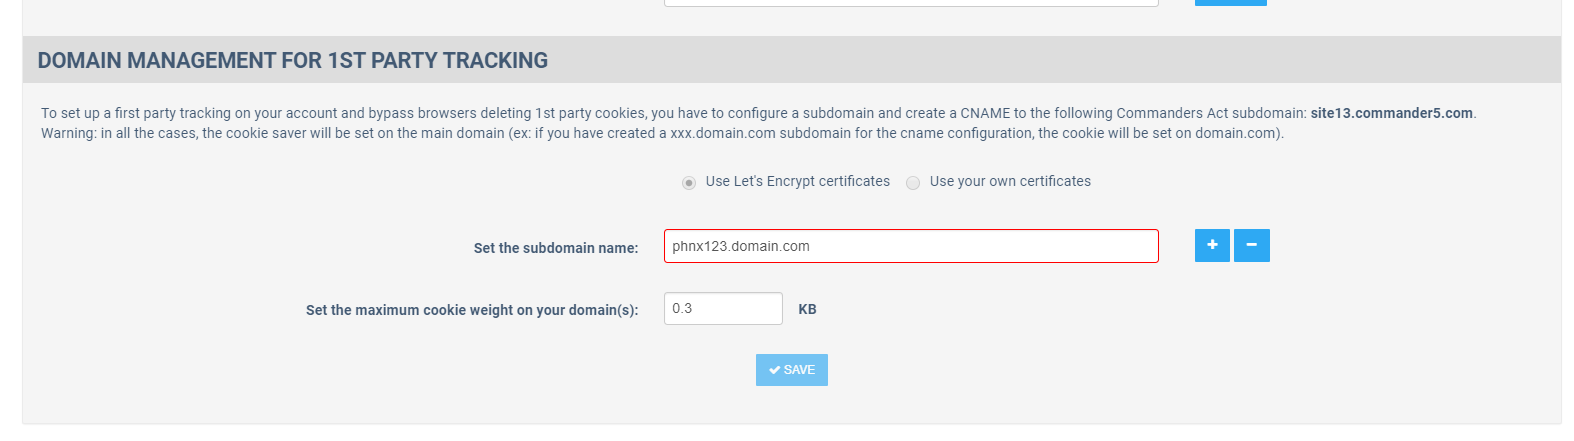 DOMAIN MANAGEMENT FOR 1ST PARTY TRACKING
To set up a first party tracking on your account and bypass browsers deleting 1st party cookies, you have to configure a subdomain and create a CNAME to the following Commanders Act subdomain: site13.commander5.com.
Warning: in all the cases, the cookie saver will be set on the main domain (ex: if you have created a xxx.domain.com subdomain for the cname configuration, the cookie will be set on domain.com).
Use Let's Encrypt certificates Use your own certificates
Set the subdomain name: phnx123.domain.com + −
Set the maximum cookie weight on your domain(s): 0.3 KB
SAVE